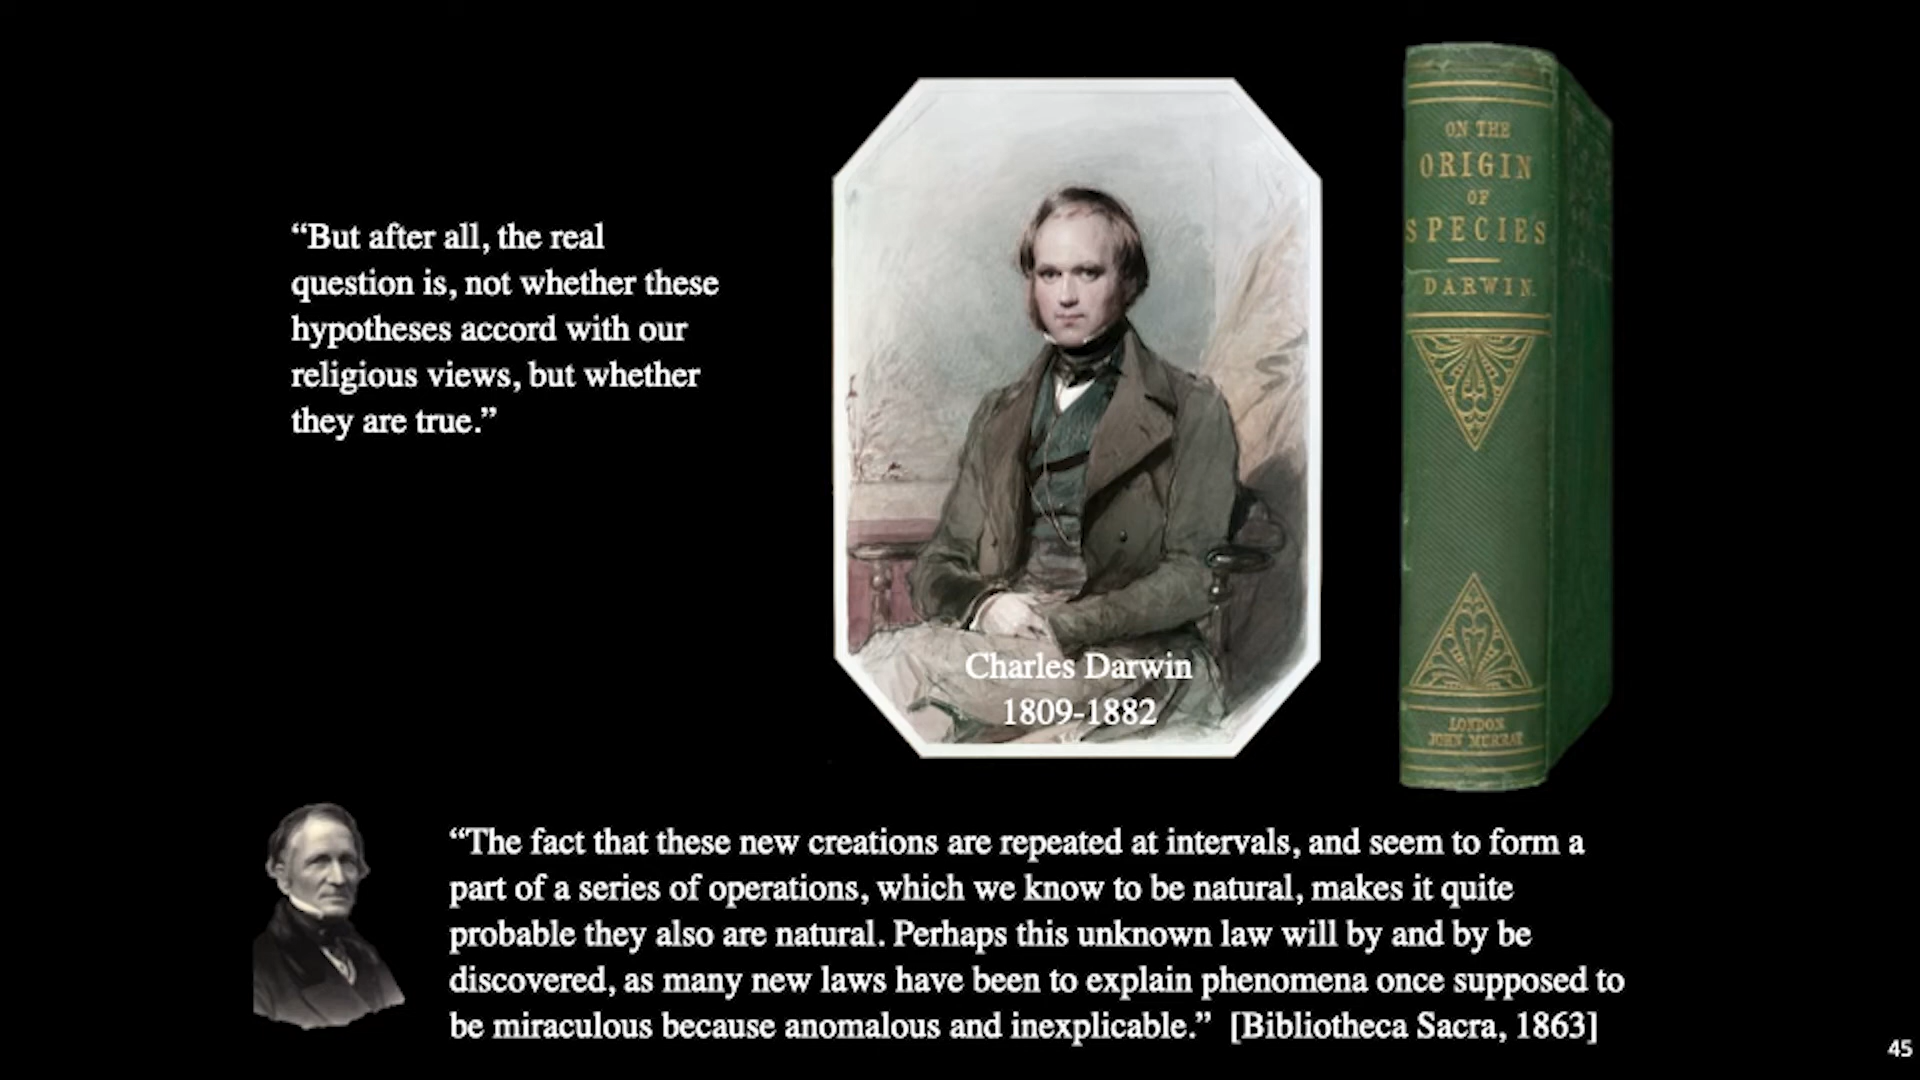 “But after all, the real
question is, not whether these
hypotheses accord with our
religious views, but whether
they are true.”
Charles Darwin
1809-1882
ON THE
ORIGIN
OF
SPECIES
DARWIN.
LONDON
JOHN MURRAY
“The fact that these new creations are repeated at intervals, and seem to form a
part of a series of operations, which we know to be natural, makes it quite
probable they also are natural. Perhaps this unknown law will by and by be
discovered, as many new laws have been to explain phenomena once supposed to
be miraculous because anomalous and inexplicable.” [Bibliotheca Sacra, 1863]
45